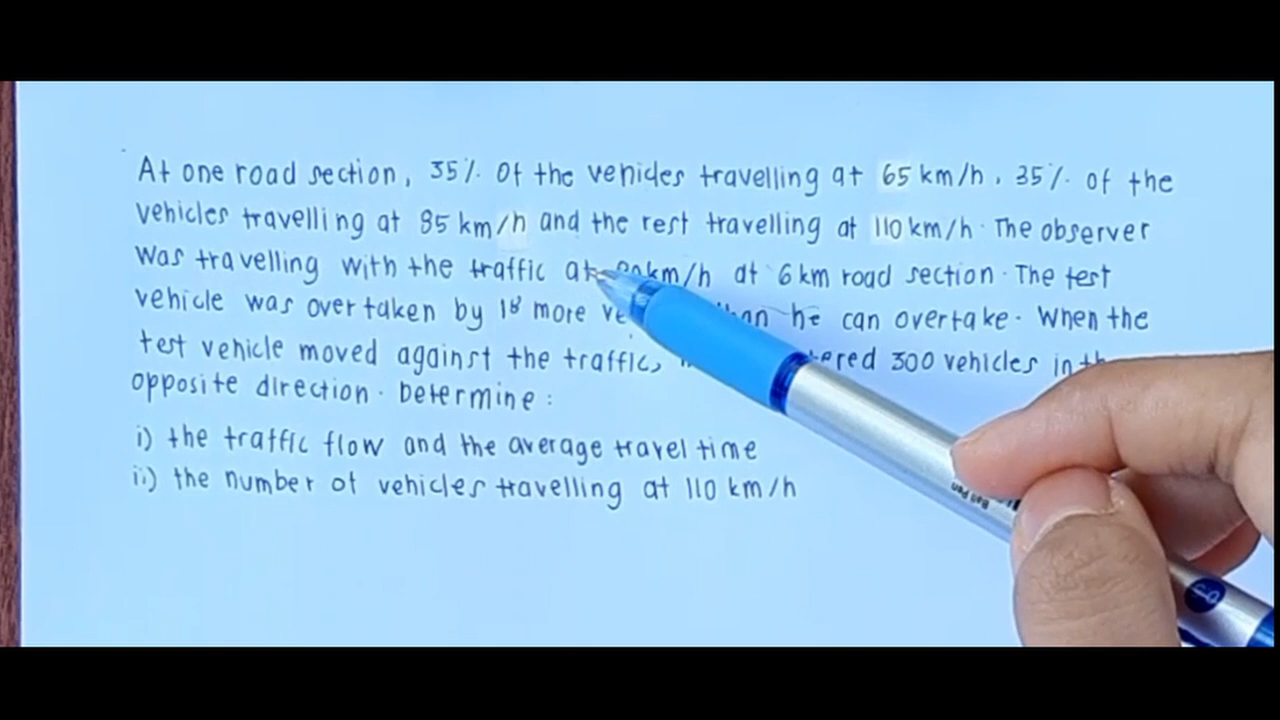 At one road section, 35% of the vehicles travelling at 65 km/h, 35% of the
vehicles travelling at 85 km/h and the rest travelling at 110 km/h. The observer
was travelling with the traffic at km/h at 6 km road section. The test
vehicle was overtaken by 18 more he can overtake. When the
test vehicle moved against the traffic, 300 vehicles in
opposite direction. Determine:
i) the traffic flow and the average travel time
ii) the number of vehicles travelling at 110 km/h
Ball Pen